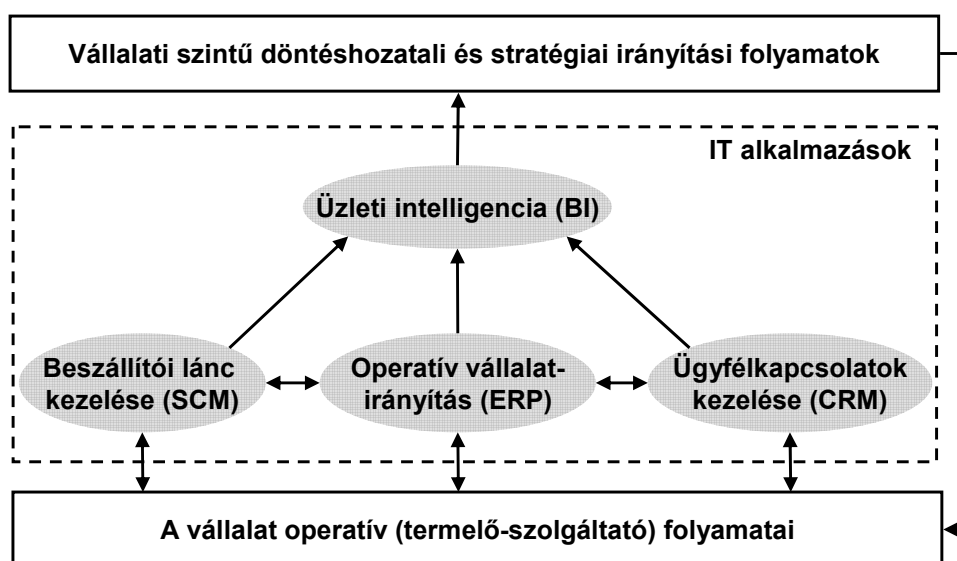 Vállalati szintű döntéshozatali és stratégiai irányítási folyamatok
IT alkalmazások
Üzleti intelligencia (BI)
Beszállítói lánc
kezelése (SCM)
Operatív vállalat-
irányítás (ERP)
Ügyfélkapcsolatok
kezelése (CRM)
A vállalat operatív (termelő-szolgáltató) folyamatai